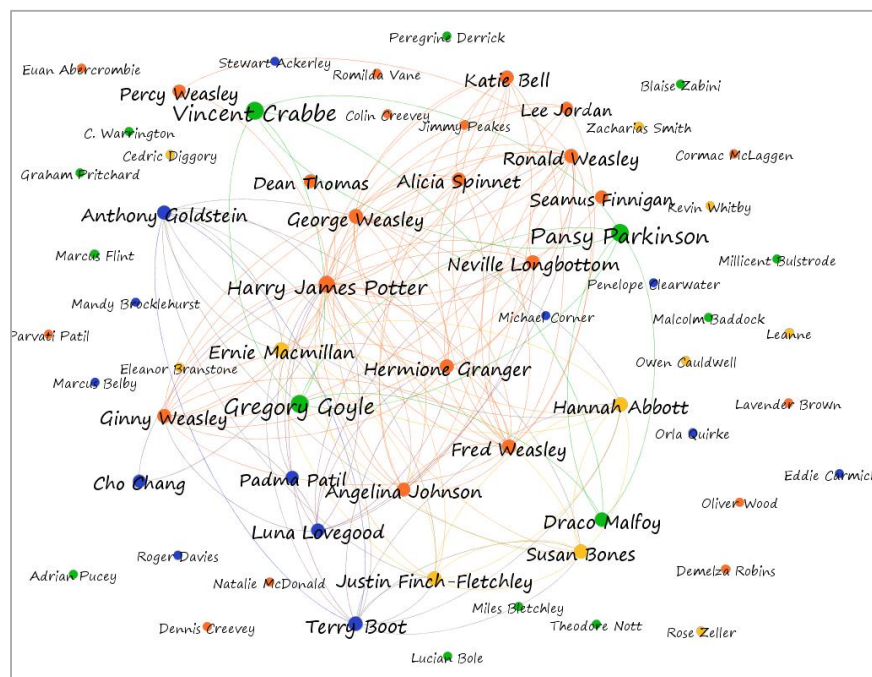 Peregrine Derrick
Stewart Ackerley
Euan Abercrombie
Romilda Vane
Katie Bell
Blaise Zabini
Percy Weasley
Vincent Crabbe
Colin Creevey
Lee Jordan
Jimmy Peakes
Zacharias Smith
C. Warrington
Cedric Diggory
Ronald Weasley
Cormac McLaggen
Graham Pritchard
Dean Thomas
Alicia Spinnet
Seamus Finnigan
Kevin Whitby
Anthony Goldstein
George Weasley
Pansy Parkinson
Marcus Flint
Neville Longbottom
Millicent Bulstrode
Harry James Potter
Penelope Clearwater
Mandy Brocklehurst
Michael Corner
Malcolm Baddock
Parvati Patil
Leanne
Ernie Macmillan
Eleanor Branstone
Hermione Granger
Owen Cauldwell
Marcus Belby
Gregory Goyle
Hannah Abbott
Lavender Brown
Ginny Weasley
Orla Quirke
Fred Weasley
Cho Chang
Padma Patil
Eddie Carmich
Angelina Johnson
Oliver Wood
Luna Lovegood
Draco Malfoy
Roger Davies
Susan Bones
Adrian Pucey
Natalie McDonald
Justin Finch-Fletchley
Demelza Robins
Miles Bletchley
Dennis Creevey
Terry Boot
Theodore Nott
Rose Zeller
Lucian Bole